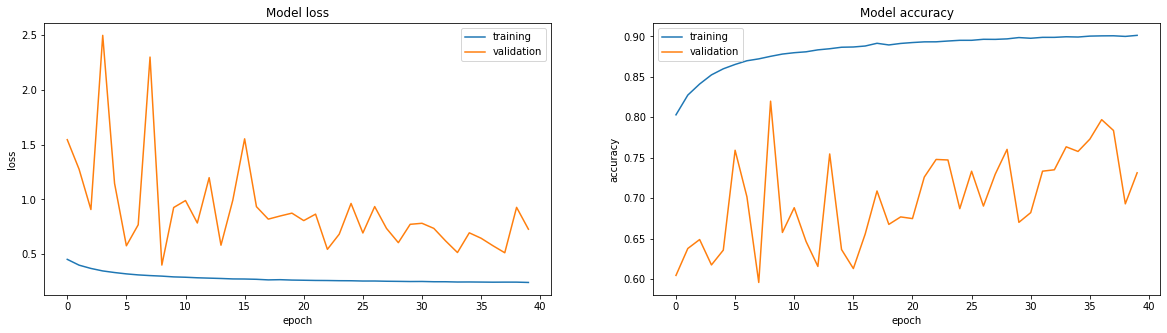 Model loss
2.5
2.0
1.5
1.0
0.5
loss
training
validation
0 5 10 15 20 25 30 35 40
epoch
Model accuracy
0.90
0.85
0.80
0.75
0.70
0.65
0.60
accuracy
training
validation
0 5 10 15 20 25 30 35 40
epoch